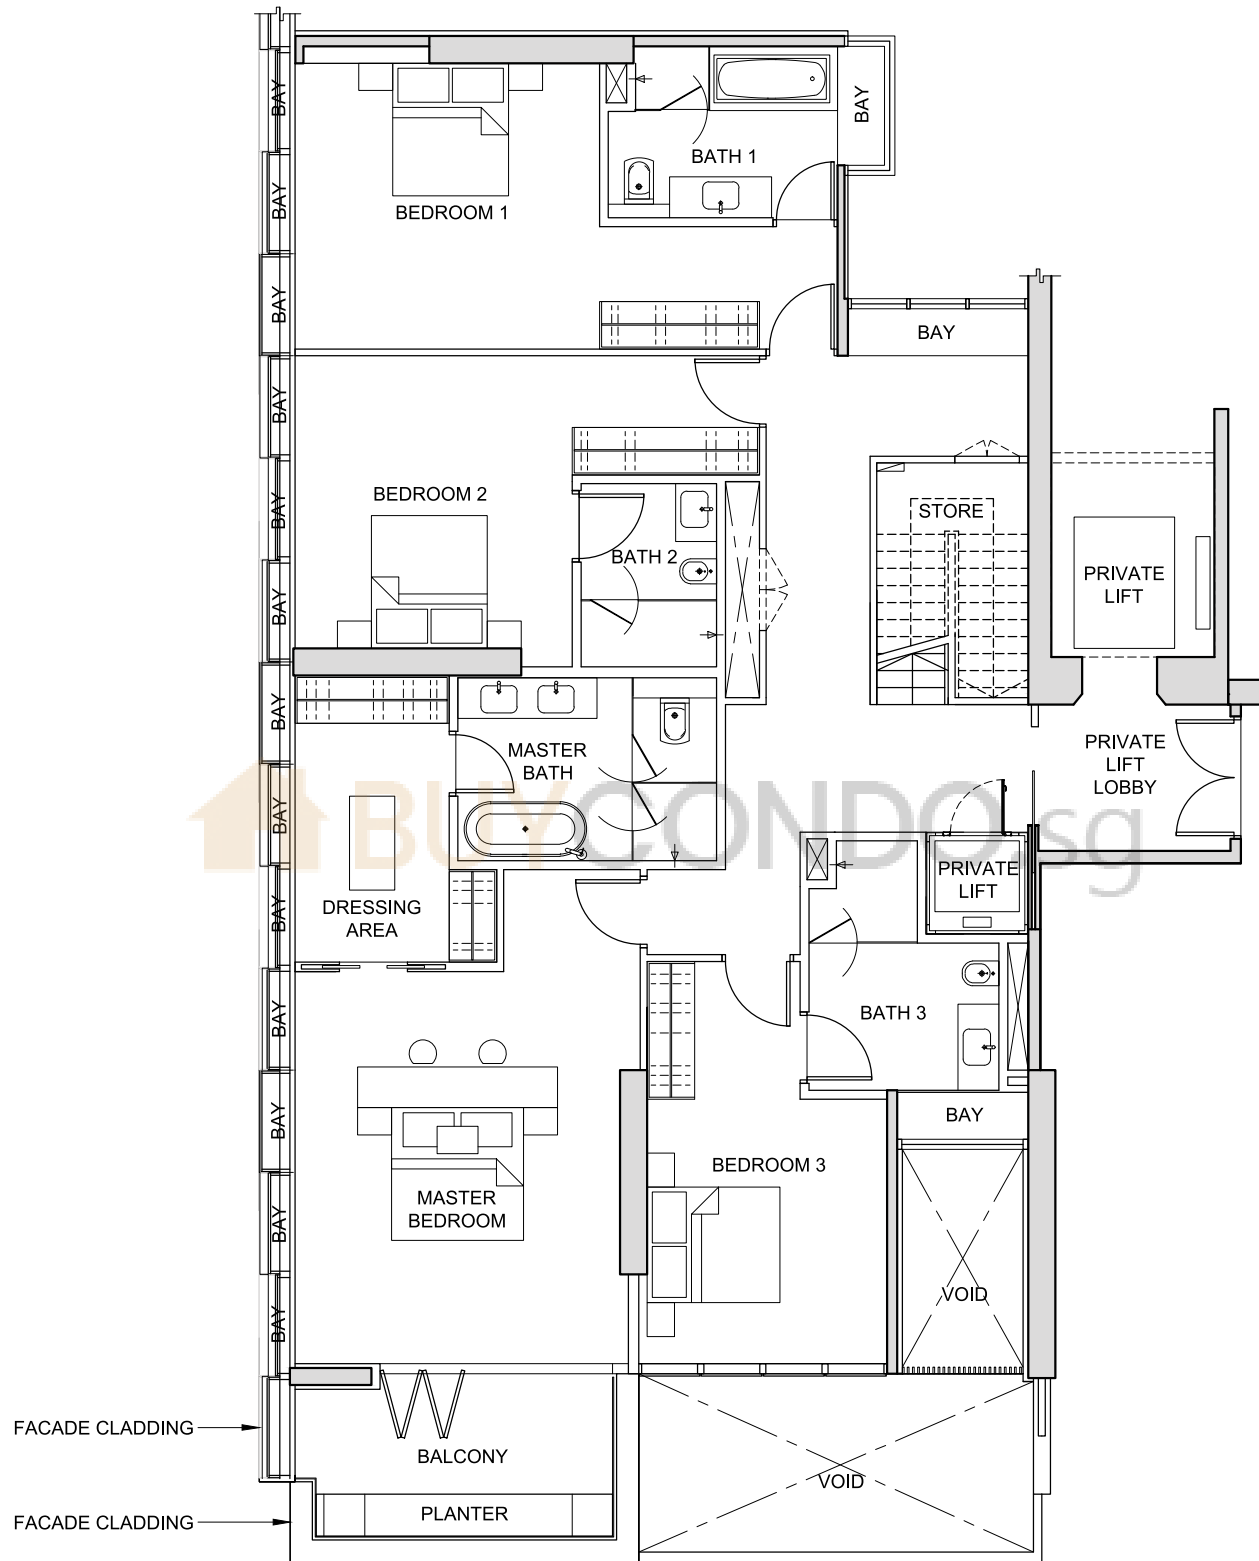 BAY
BAY
BATH 1
BAY
BEDROOM 1
BAY
BAY
BAY
BEDROOM 2
BAY
STORE
BATH 2
PRIVATE
LIFT
BAY
BAY
MASTER
BATH
PRIVATE
LIFT
LOBBY
BAY
BUYCONDO.sg
PRIVATE
LIFT
DRESSING
AREA
BAY
BATH 3
BAY
BAY
BAY
BEDROOM 3
MASTER
BEDROOM
BAY
VOID
BAY
FACADE CLADDING
BALCONY
VOID
PLANTER
FACADE CLADDING